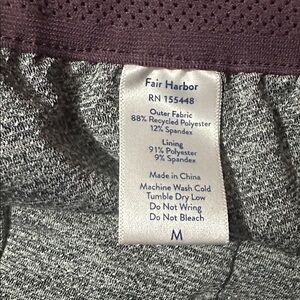 Fair Harbor
RN 155448
Outer Fabric
88% Recycled Polyester
12% Spandex
Lining
91% Polyester
9% Spandex
Made in China
Machine Wash Cold
Tumble Dry Low
Do Not Wring
Do Not Bleach
M